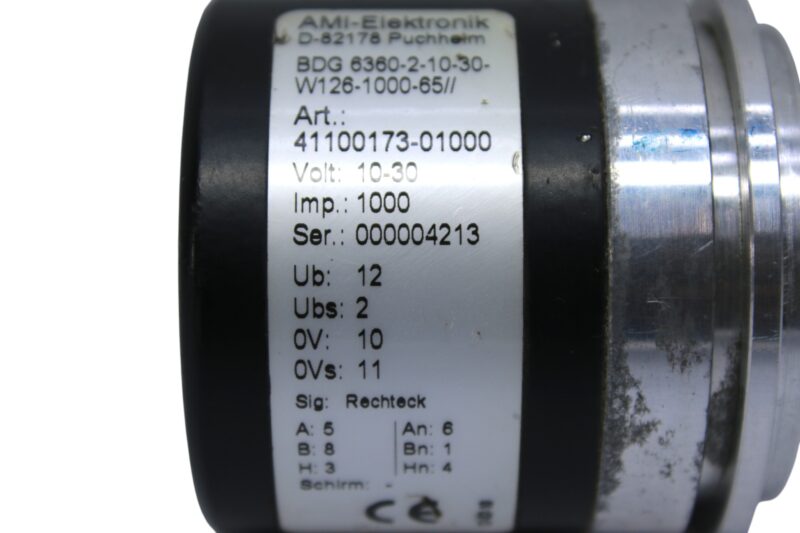 AMI-Elektronik
D-82178 Puchheim
BDG 6360-2-10-30-
W126-1000-65//
Art.:
41100173-01000
Volt: 10-30
Imp.: 1000
Ser.: 000004213
Ub: 12
Ubs: 2
0V: 10
0Vs: 11
Sig: Rechteck
A: 5 An: 6
B: 8 Bn: 1
H: 3 Hn: 4
Schirm: -
CE